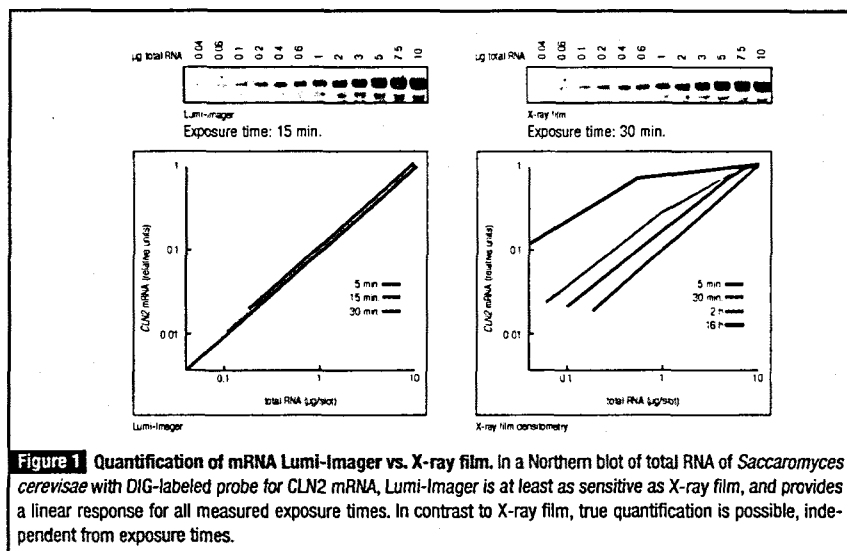 µg total RNA 0.04 0.06 0.1 0.2 0.4 0.6 1 2 3 5 7.5 10
Lumi-Imager
Exposure time: 15 min.
1
0.1
0.01
CLN2 mRNA (relative units)
5 min.
15 min.
30 min.
0.1 1 10
total RNA (µg/slot)
Lumi-Imager
µg total RNA 0.04 0.06 0.1 0.2 0.4 0.6 1 2 3 5 7.5 10
X-ray film
Exposure time: 30 min.
1
0.1
0.01
CLN2 mRNA (relative units)
5 min.
30 min.
2 h
16 h
0.1 1 10
total RNA (µg/slot)
X-ray film densitometry
Figure 1 Quantification of mRNA Lumi-Imager vs. X-ray film. In a Northern blot of total RNA of Saccaromyces
cerevisae with DIG-labeled probe for CLN2 mRNA, Lumi-Imager is at least as sensitive as X-ray film, and provides
a linear response for all measured exposure times. In contrast to X-ray film, true quantification is possible, inde-
pendent from exposure times.